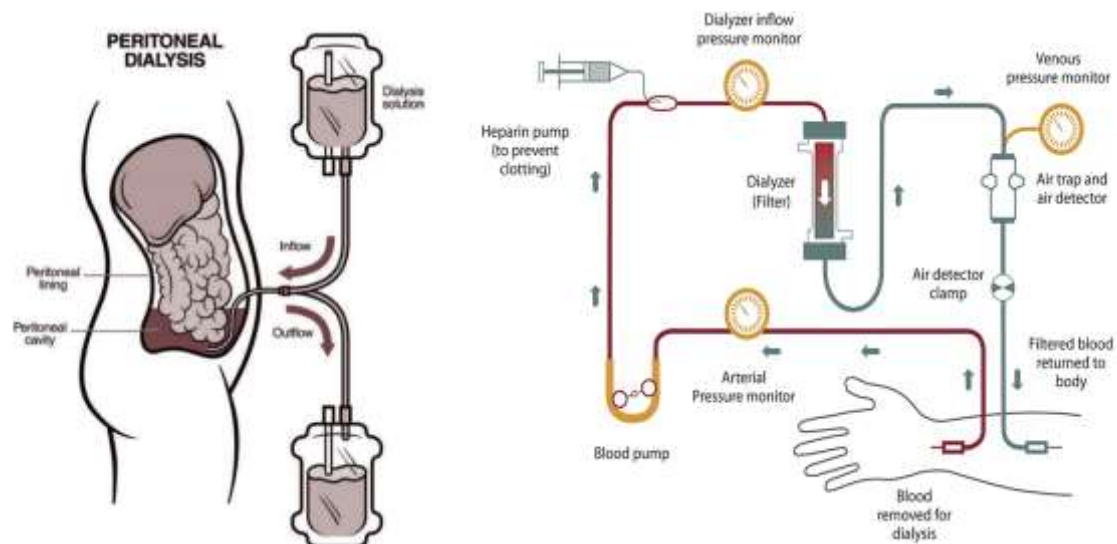 PERITONEAL
DIALYSIS
Dialysis
solution
Inflow
Peritoneal
lining
Peritoneal
cavity
Outflow
Dialyzer inflow
pressure monitor
Venous
pressure monitor
Heparin pump
(to prevent
clotting)
Dialyzer
(Filter)
Air trap and
air detector
Air detector
clamp
Arterial
Pressure monitor
Filtered blood
returned to
body
Blood pump
Blood
removed for
dialysis